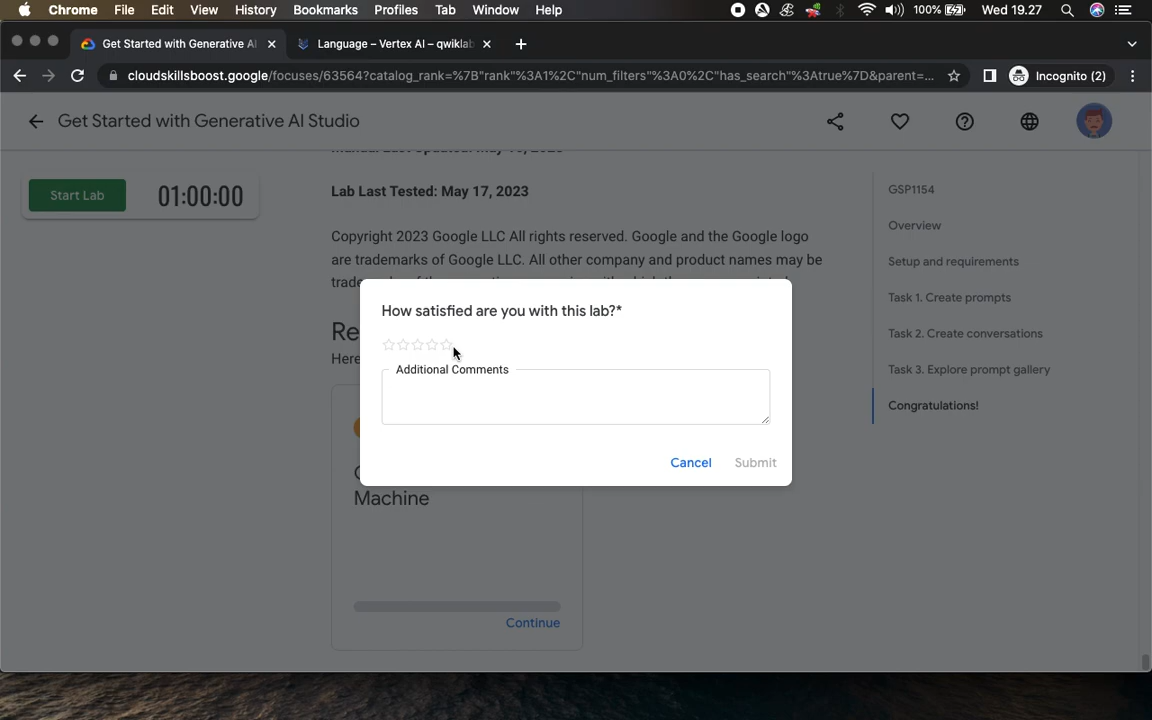 Chrome File Edit View History Bookmarks Profiles Tab Window Help 100% Wed 19.27
Get Started with Generative AI Language – Vertex AI – qwiklab
cloudskillsboost.google/focuses/63564?catalog_rank=%7B"rank"%3A1%2C"num_filters"%3A0%2C"has_search"%3Atrue%7D&parent=... Incognito (2)
Get Started with Generative AI Studio
Start Lab 01:00:00
Lab Last Tested: May 17, 2023
Copyright 2023 Google LLC All rights reserved. Google and the Google logo
are trademarks of Google LLC. All other company and product names may be
How satisfied are you with this lab?*
Additional Comments
Cancel Submit
Re
Here
Machine
Continue
GSP1154
Overview
Setup and requirements
Task 1. Create prompts
Task 2. Create conversations
Task 3. Explore prompt gallery
Congratulations!